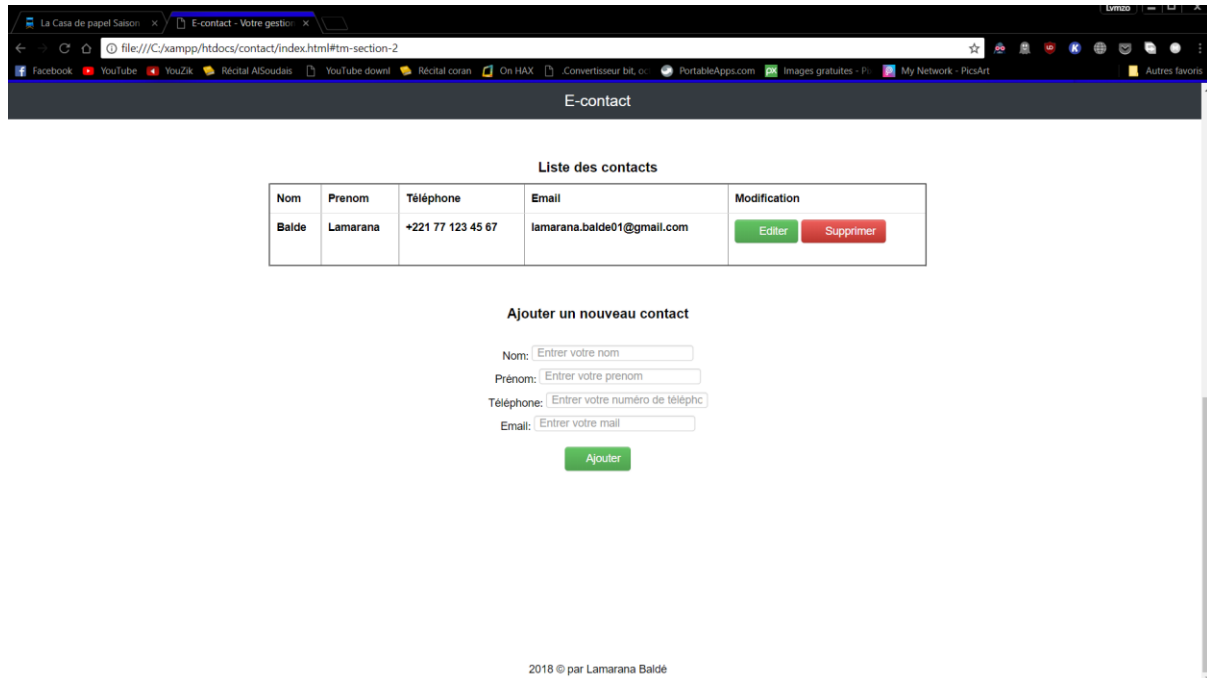 Lvmzo
La Casa de papel Saison
E-contact - Votre gestion
file:///C:/xampp/htdocs/contact/index.html#tm-section-2
Facebook YouTube YouZik Récital AlSoudais YouTube downl Récital coran On HAX .Convertisseur bit, oc PortableApps.com Images gratuites - Pi My Network - PicsArt Autres favoris
E-contact
Liste des contacts
Nom Prenom Téléphone Email Modification
Balde Lamarana +221 77 123 45 67 lamarana.balde01@gmail.com Editer Supprimer
Ajouter un nouveau contact
Nom: Entrer votre nom
Prénom: Entrer votre prenom
Téléphone: Entrer votre numéro de télépho
Email: Entrer votre mail
Ajouter
2018 © par Lamarana Baldé